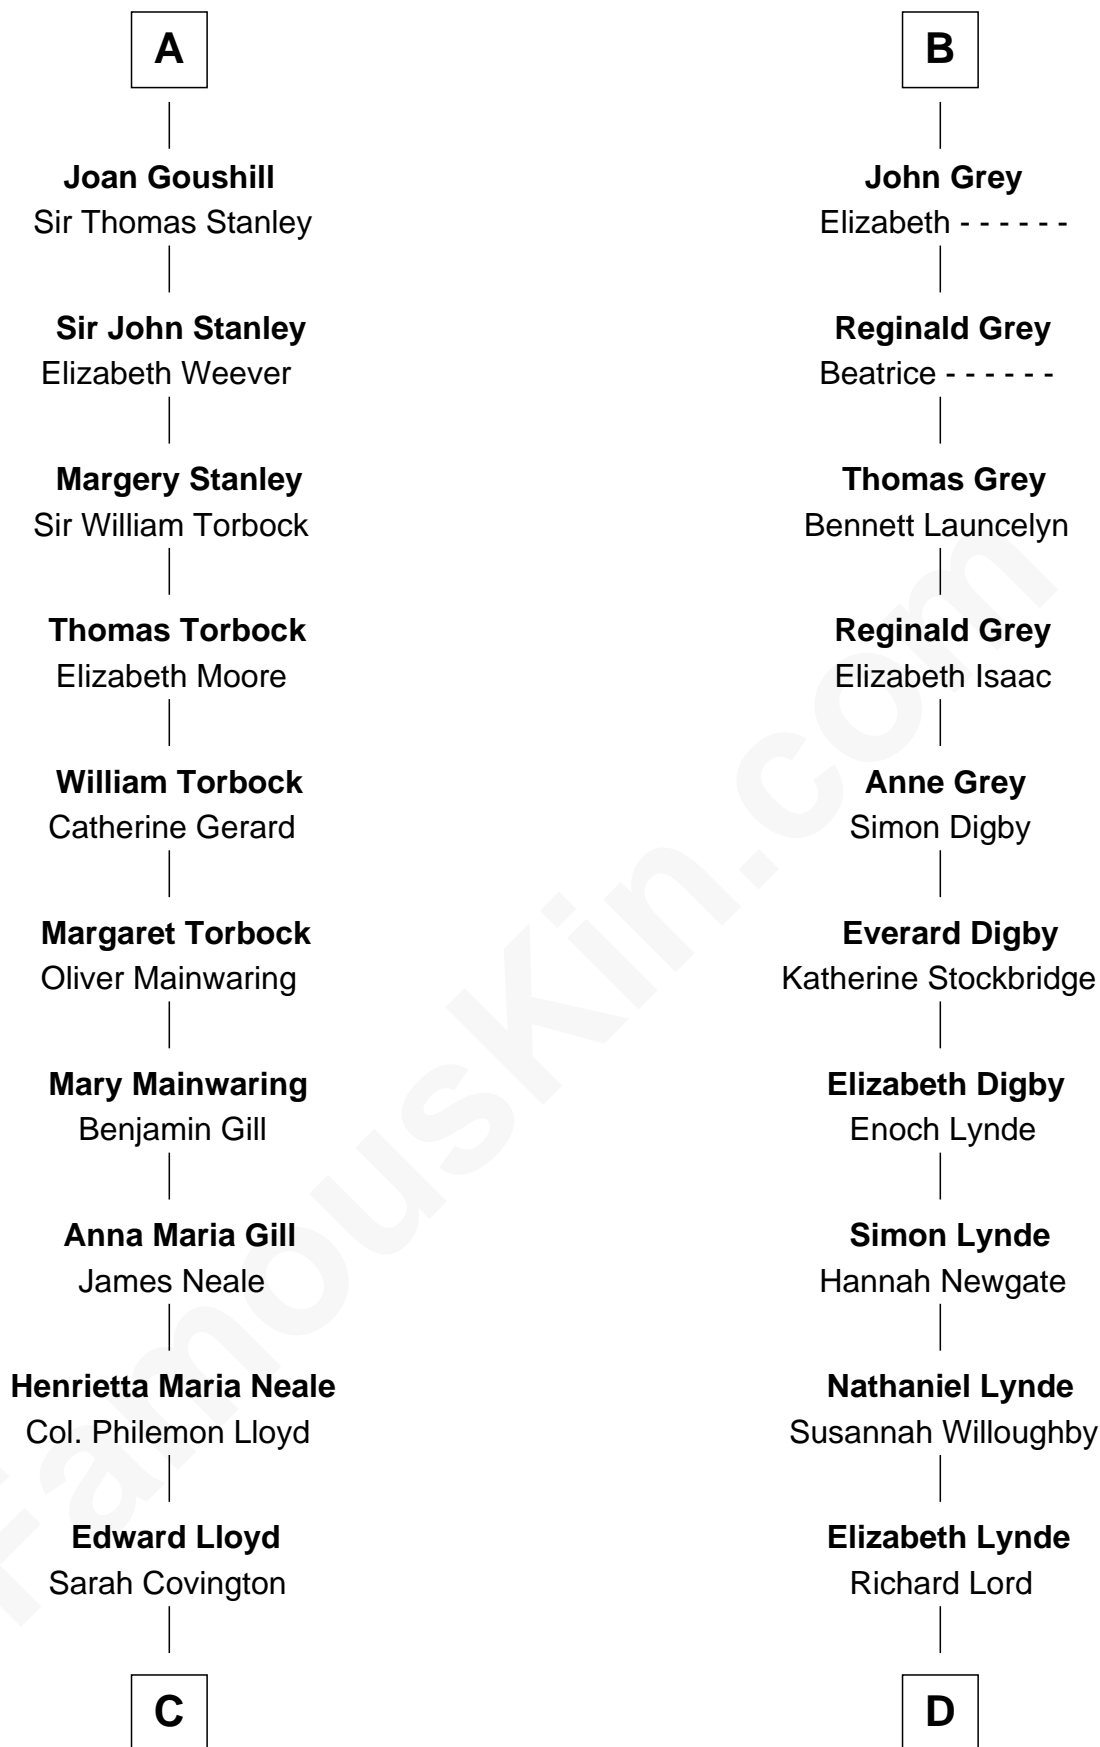 A
Joan Goushill
Sir Thomas Stanley
Sir John Stanley
Elizabeth Weever
Margery Stanley
Sir William Torbock
Thomas Torbock
Elizabeth Moore
William Torbock
Catherine Gerard
Margaret Torbock
Oliver Mainwaring
Mary Mainwaring
Benjamin Gill
Anna Maria Gill
James Neale
Henrietta Maria Neale
Col. Philemon Lloyd
Edward Lloyd
Sarah Covington
C
B
John Grey
Elizabeth - - - - - -
Reginald Grey
Beatrice - - - - - -
Thomas Grey
Bennett Launcelyn
Reginald Grey
Elizabeth Isaac
Anne Grey
Simon Digby
Everard Digby
Katherine Stockbridge
Elizabeth Digby
Enoch Lynde
Simon Lynde
Hannah Newgate
Nathaniel Lynde
Susannah Willoughby
Elizabeth Lynde
Richard Lord
D
FamousKin.com